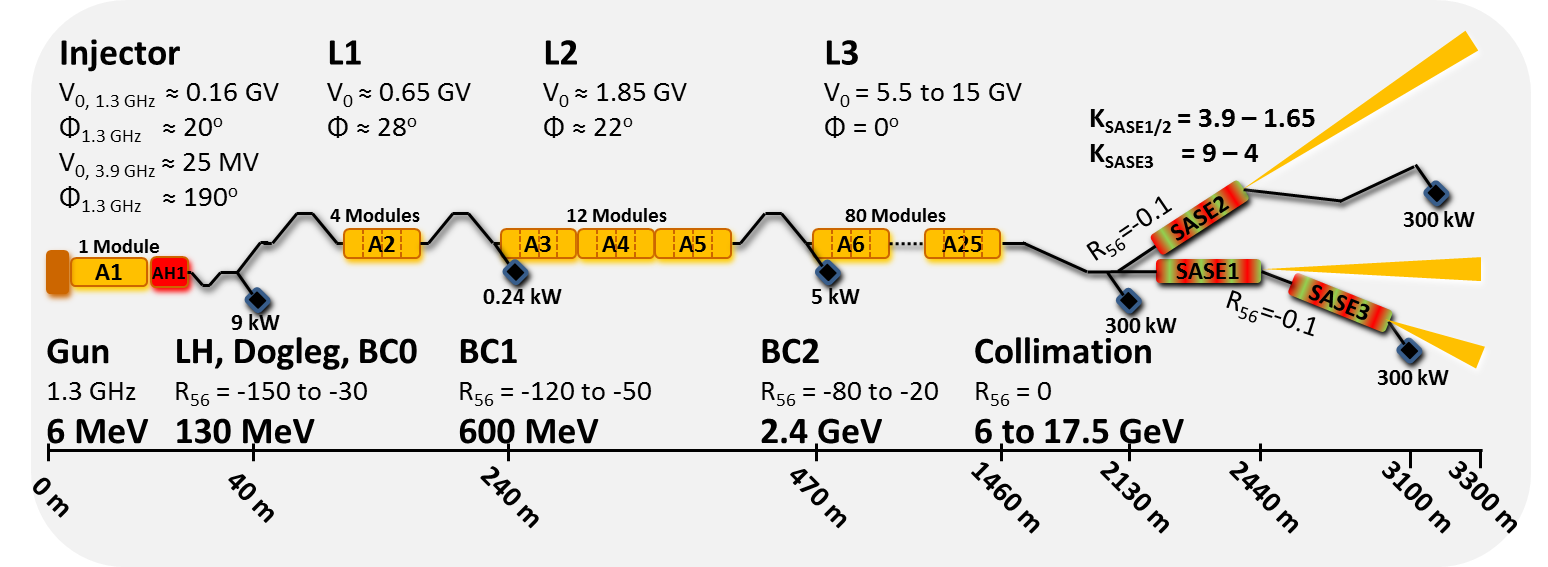 Injector
V0, 1.3 GHz ≈ 0.16 GV
Φ1.3 GHz ≈ 20o
V0, 3.9 GHz ≈ 25 MV
Φ1.3 GHz ≈ 190o
L1
V0 ≈ 0.65 GV
Φ ≈ 28o
L2
V0 ≈ 1.85 GV
Φ ≈ 22o
L3
V0 = 5.5 to 15 GV
Φ = 0o
KSASE1/2 = 3.9 – 1.65
KSASE3 = 9 – 4
1 Module
4 Modules
12 Modules
80 Modules
A1
AH1
A2
A3
A4
A5
A6
A25
R56=-0.1
SASE2
SASE1
SASE3
R56=-0.1
9 kW
0.24 kW
5 kW
300 kW
300 kW
300 kW
Gun
1.3 GHz
6 MeV
LH, Dogleg, BC0
R56 = -150 to -30
130 MeV
BC1
R56 = -120 to -50
600 MeV
BC2
R56 = -80 to -20
2.4 GeV
Collimation
R56 = 0
6 to 17.5 GeV
0 m
40 m
240 m
470 m
1460 m
2130 m
2440 m
3100 m
3300 m